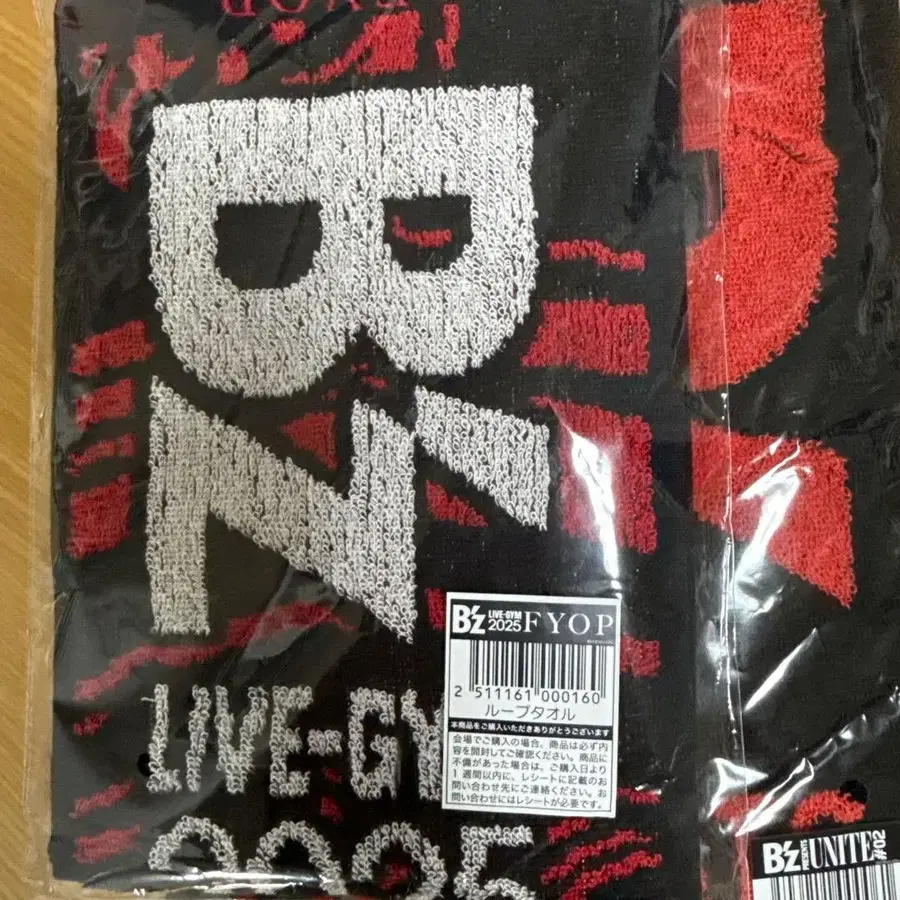 FYOP
B'z
LIVE-GYM
2025
B'z LIVE-GYM 2025 FYOP
2 511161 000160
ループタオル
本商品をご購入いただきありがとうございます
会場でご購入の場合、商品は必ず内
容を開封してご確認ください。商品に
不備があった場合は、ご購入日より
1週間以内に、レシートに記載のお
問い合わせ先にご連絡ください。お
問い合わせにはレシートが必要です。
B'z PRESENTS UNITE #02